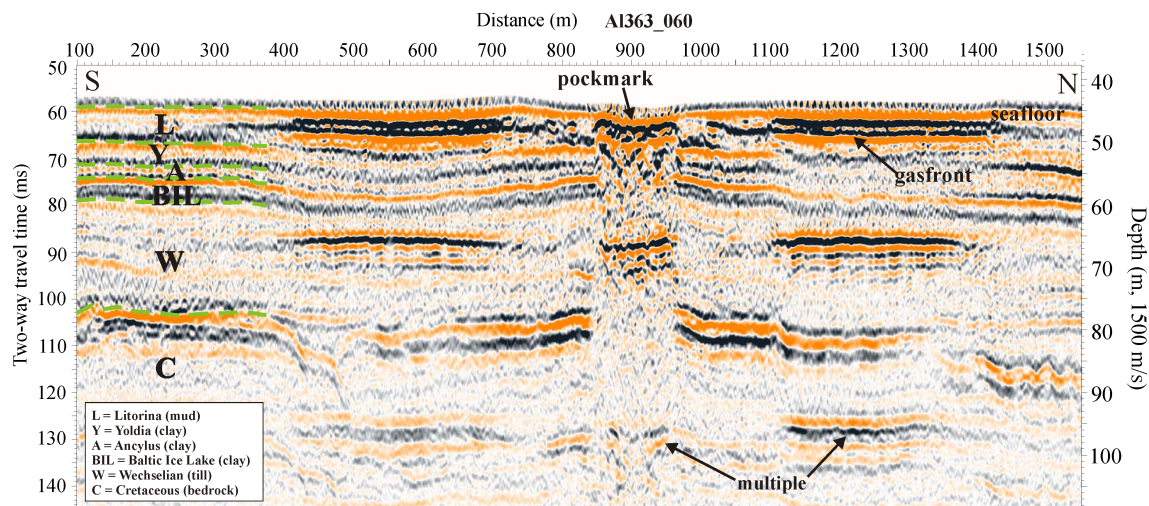 Distance (m) Al363_060
100 200 300 400 500 600 700 800 900 1000 1100 1200 1300 1400 1500
S
pockmark
N
seafloor
gasfront
L
Y
A
BIL
W
C
multiple
Two-way travel time (ms)
50
60
70
80
90
100
110
120
130
140
Depth (m, 1500 m/s)
40
50
60
70
80
90
100
L = Litorina (mud)
Y = Yoldia (clay)
A = Ancylus (clay)
BIL = Baltic Ice Lake (clay)
W = Wechselian (till)
C = Cretaceous (bedrock)